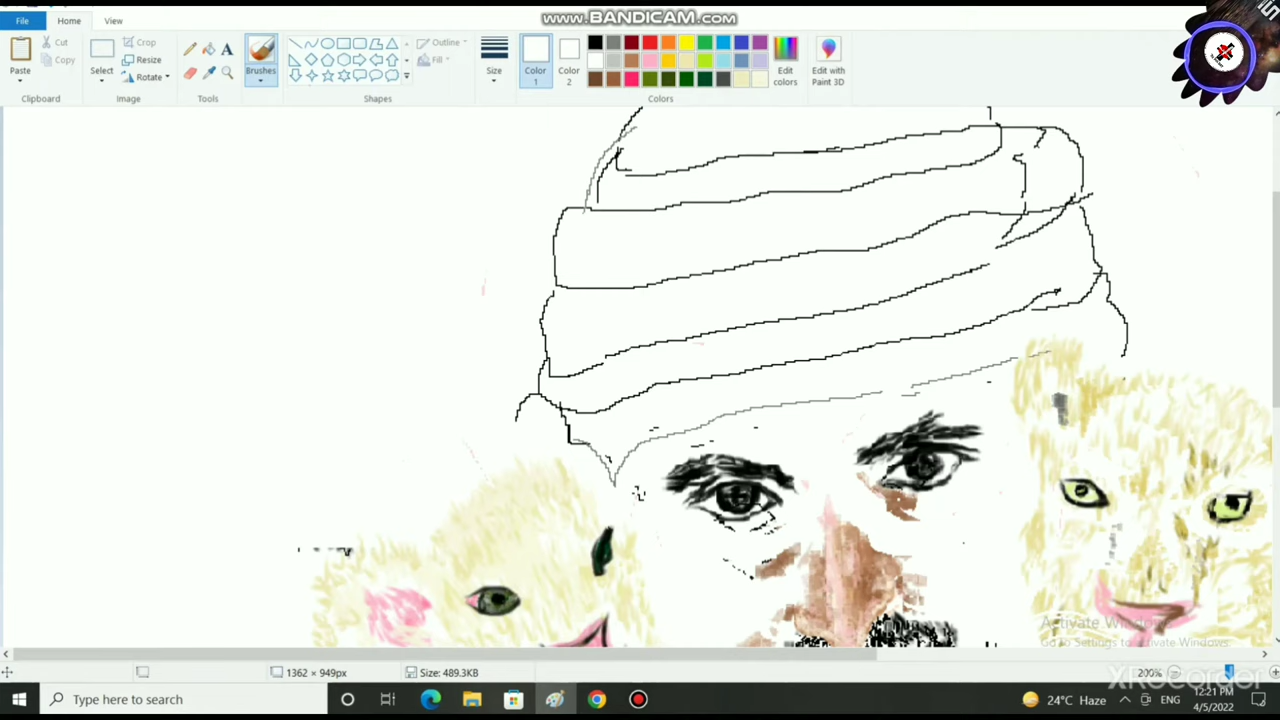 www.BANDICAM.com
File Home View
Paste
Cut
Copy
Clipboard
Select
Crop
Resize
Rotate
Image
A
Tools
Brushes
Outline
Fill
Shapes
Size
Color
1
Color
2
Colors
Edit
colors
Edit with
Paint 3D
Activate Windows
Go to Settings to activate Windows.
1362 × 949px
Size: 489.3KB
200%
XRecorder
Type here to search
24°C Haze
ENG
12:21 PM
4/5/2022